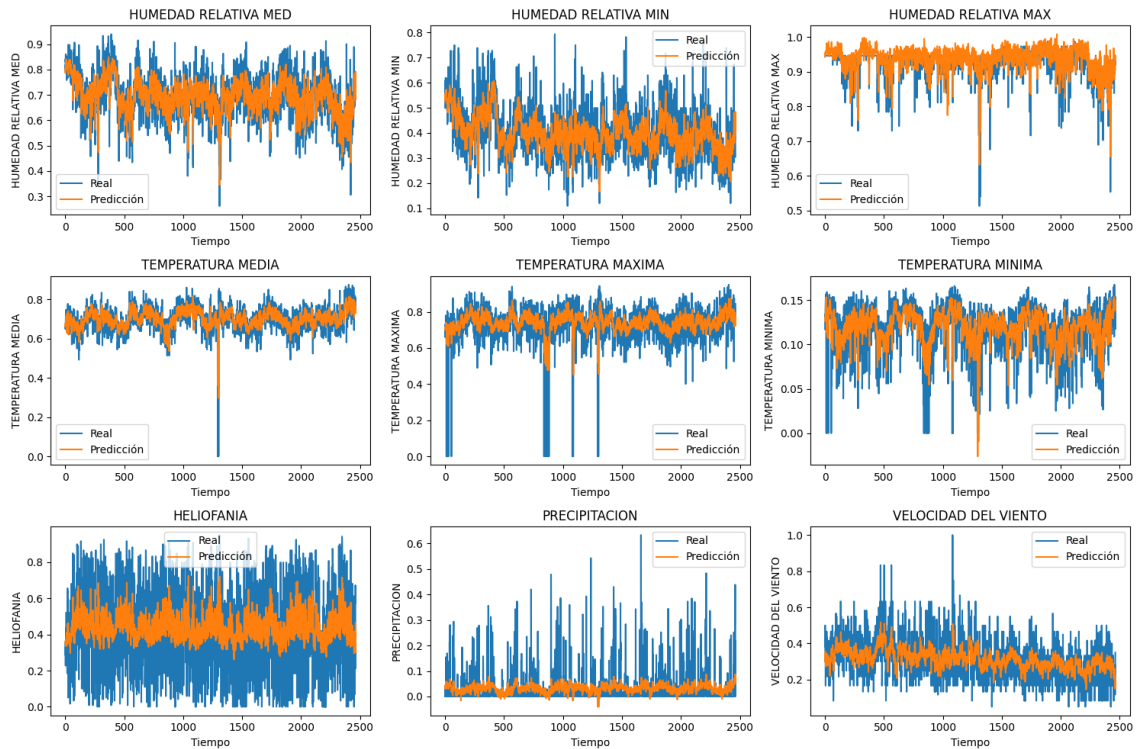 HUMEDAD RELATIVA MED
HUMEDAD RELATIVA MED
0.9
0.8
0.7
0.6
0.5
0.4
0.3
Real
Predicción
0 500 1000 1500 2000 2500
Tiempo
HUMEDAD RELATIVA MIN
HUMEDAD RELATIVA MIN
0.8
0.7
0.6
0.5
0.4
0.3
0.2
0.1
Real
Predicción
0 500 1000 1500 2000 2500
Tiempo
HUMEDAD RELATIVA MAX
HUMEDAD RELATIVA MAX
1.0
0.9
0.8
0.7
0.6
0.5
Real
Predicción
0 500 1000 1500 2000 2500
Tiempo
TEMPERATURA MEDIA
TEMPERATURA MEDIA
0.8
0.6
0.4
0.2
0.0
Real
Predicción
0 500 1000 1500 2000 2500
Tiempo
TEMPERATURA MAXIMA
TEMPERATURA MAXIMA
0.8
0.6
0.4
0.2
0.0
Real
Predicción
0 500 1000 1500 2000 2500
Tiempo
TEMPERATURA MINIMA
TEMPERATURA MINIMA
0.15
0.10
0.05
0.00
Real
Predicción
0 500 1000 1500 2000 2500
Tiempo
HELIOFANIA
HELIOFANIA
0.8
0.6
0.4
0.2
0.0
Real
Predicción
0 500 1000 1500 2000 2500
Tiempo
PRECIPITACION
PRECIPITACION
0.6
0.5
0.4
0.3
0.2
0.1
0.0
Real
Predicción
0 500 1000 1500 2000 2500
Tiempo
VELOCIDAD DEL VIENTO
VELOCIDAD DEL VIENTO
1.0
0.8
0.6
0.4
0.2
Real
Predicción
0 500 1000 1500 2000 2500
Tiempo